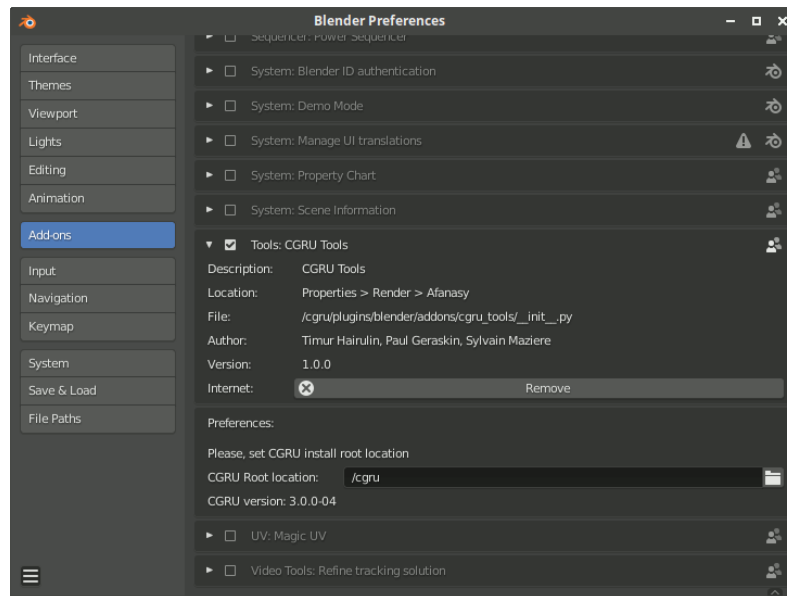 Blender Preferences
Interface
Themes
Viewport
Lights
Editing
Animation
Add-ons
Input
Navigation
Keymap
System
Save & Load
File Paths
Sequencer: Power Sequencer
System: Blender ID authentication
System: Demo Mode
System: Manage UI translations
System: Property Chart
System: Scene Information
Tools: CGRU Tools
Description: CGRU Tools
Location: Properties > Render > Afanasy
File: /cgru/plugins/blender/addons/cgru_tools/__init__.py
Author: Timur Hairulin, Paul Geraskin, Sylvain Maziere
Version: 1.0.0
Internet: Remove
Preferences:
Please, set CGRU install root location
CGRU Root location: /cgru
CGRU version: 3.0.0-04
UV: Magic UV
Video Tools: Refine tracking solution